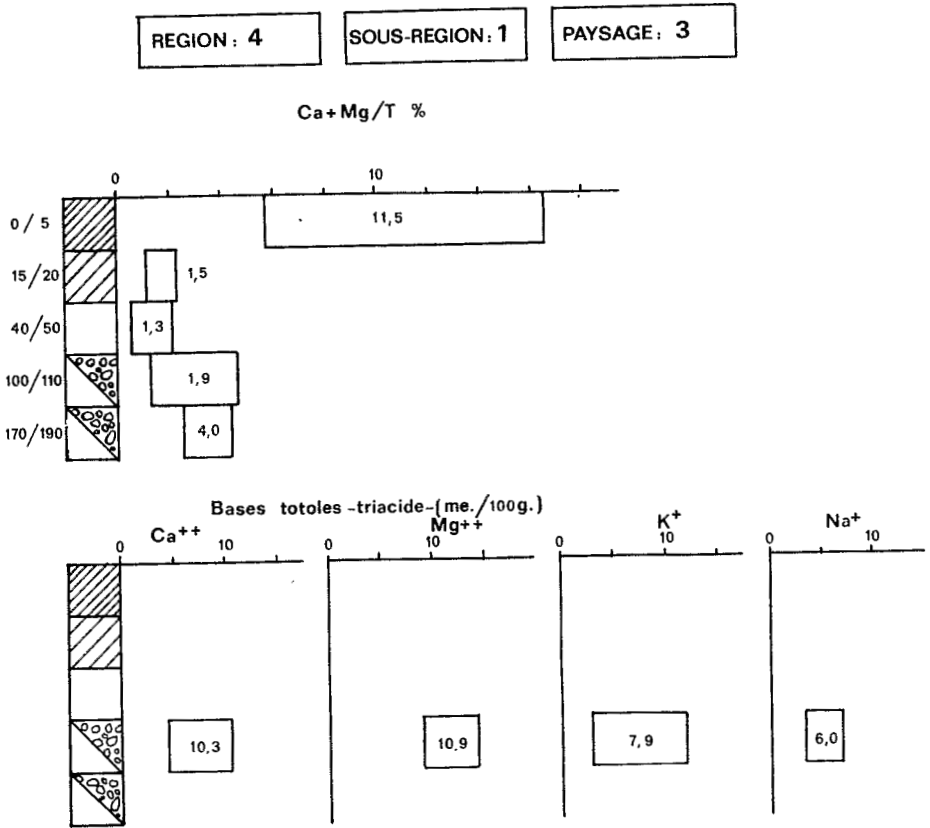 REGION: 4 SOUS-REGION: 1 PAYSAGE: 3
Ca+Mg/T %
0 10
0/5 11,5
15/20 1,5
40/50 1,3
100/110 1,9
170/190 4,0
Bases totoles -triacide-(me./100g.)
Ca++ Mg++ K+ Na+
0 10 0 10 0 10 0 10
10,3 10,9 7,9 6,0